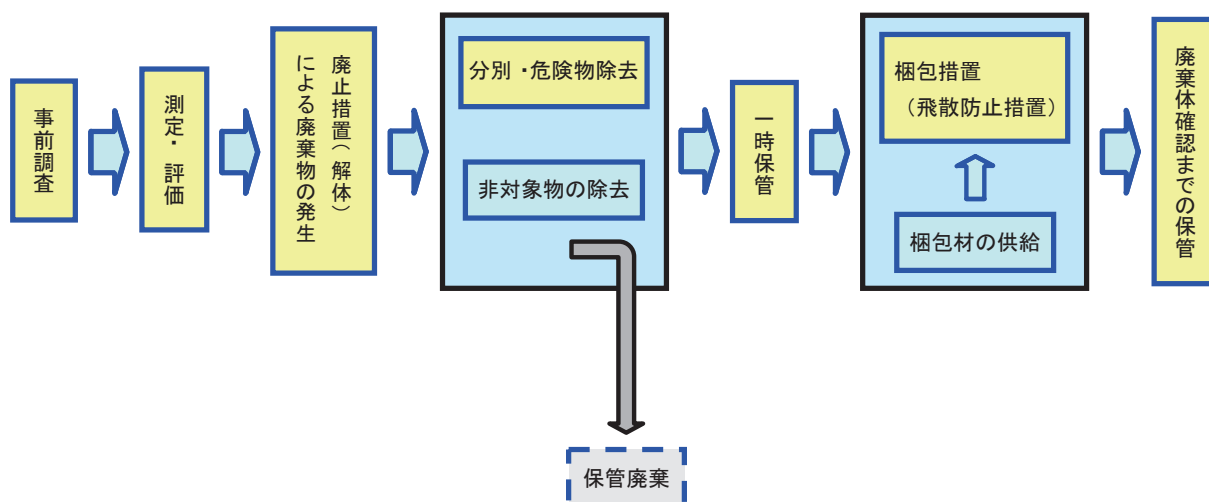 事前調査
測定・評価
廃止措置（解体）
による廃棄物の発生
分別・危険物除去
非対象物の除去
保管廃棄
一時保管
梱包措置
（飛散防止措置）
梱包材の供給
廃棄体確認までの保管